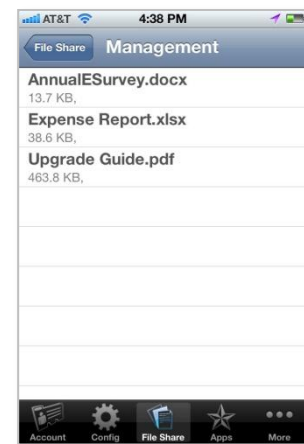 AT&T 4:38 PM
File Share Management
AnnualESurvey.docx
13.7 KB,
Expense Report.xlsx
38.6 KB,
Upgrade Guide.pdf
463.8 KB,
Account Config File Share Apps More